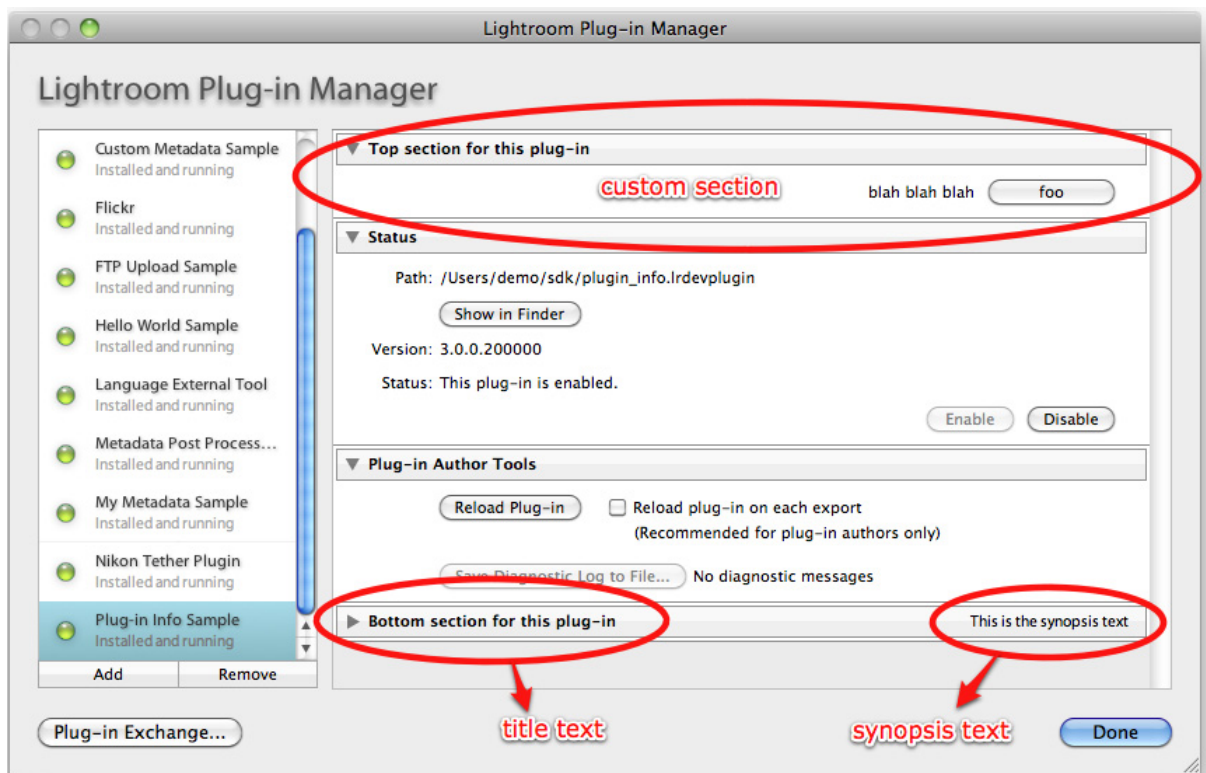 Lightroom Plug-in Manager
Lightroom Plug-in Manager
Custom Metadata Sample
Installed and running
Flickr
Installed and running
FTP Upload Sample
Installed and running
Hello World Sample
Installed and running
Language External Tool
Installed and running
Metadata Post Process...
Installed and running
My Metadata Sample
Installed and running
Nikon Tether Plugin
Installed and running
Plug-in Info Sample
Installed and running
Add Remove
Top section for this plug-in
custom section
blah blah blah foo
Status
Path: /Users/demo/sdk/plugin_info.lrdevplugin
Show in Finder
Version: 3.0.0.200000
Status: This plug-in is enabled.
Enable Disable
Plug-in Author Tools
Reload Plug-in Reload plug-in on each export
(Recommended for plug-in authors only)
Save Diagnostic Log to File... No diagnostic messages
Bottom section for this plug-in This is the synopsis text
title text synopsis text
Plug-in Exchange... Done